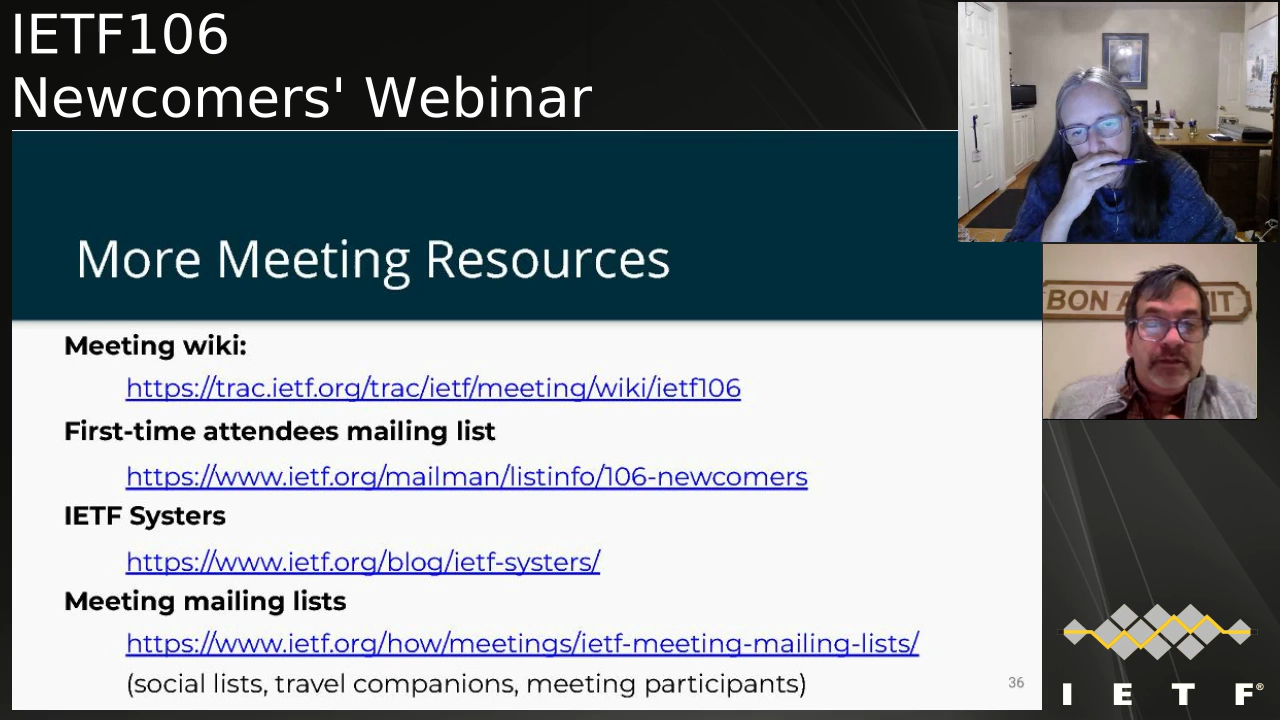 IETF106
Newcomers' Webinar
More Meeting Resources
Meeting wiki:
https://trac.ietf.org/trac/ietf/meeting/wiki/ietf106
First-time attendees mailing list
https://www.ietf.org/mailman/listinfo/106-newcomers
IETF Systers
https://www.ietf.org/blog/ietf-systers/
Meeting mailing lists
https://www.ietf.org/how/meetings/ietf-meeting-mailing-lists/
(social lists, travel companions, meeting participants)
36
BON A IT
I E T F®